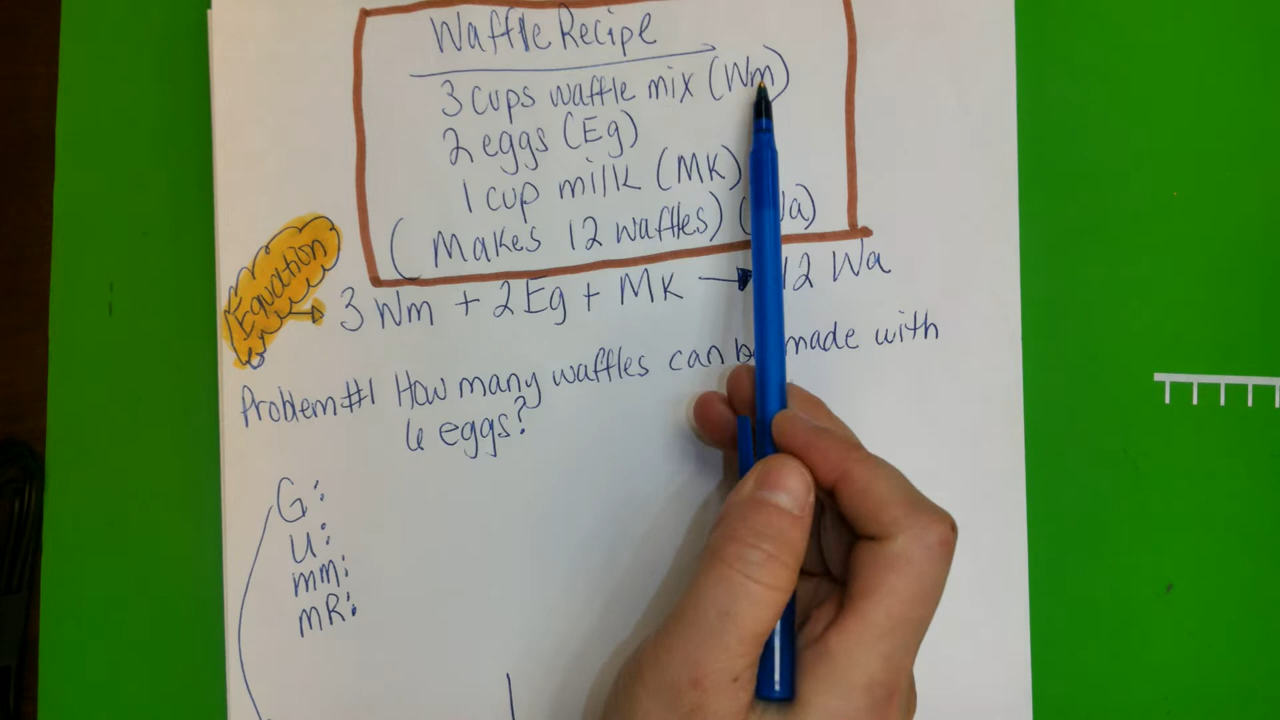 Waffle Recipe
3 cups waffle mix (Wm)
2 eggs (Eg)
1 cup milk (MK)
(Makes 12 waffles) (Wa)
Equation
3 Wm + 2 Eg + MK → 12 Wa
Problem #1 How many waffles can be made with
6 eggs?
G:
U:
mm:
mR: